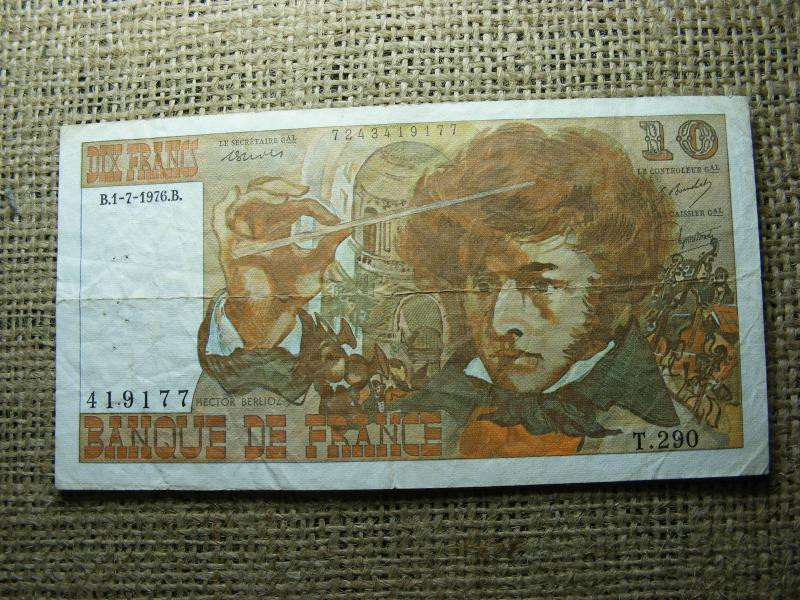 DIX FRANCS
LE SECRÉTAIRE GAL
7243419177
10
LE CONTROLEUR GAL
B.1-7-1976.B.
CAISSIER GAL
419177
HECTOR BERLIOZ
BANQUE DE FRANCE
T.290